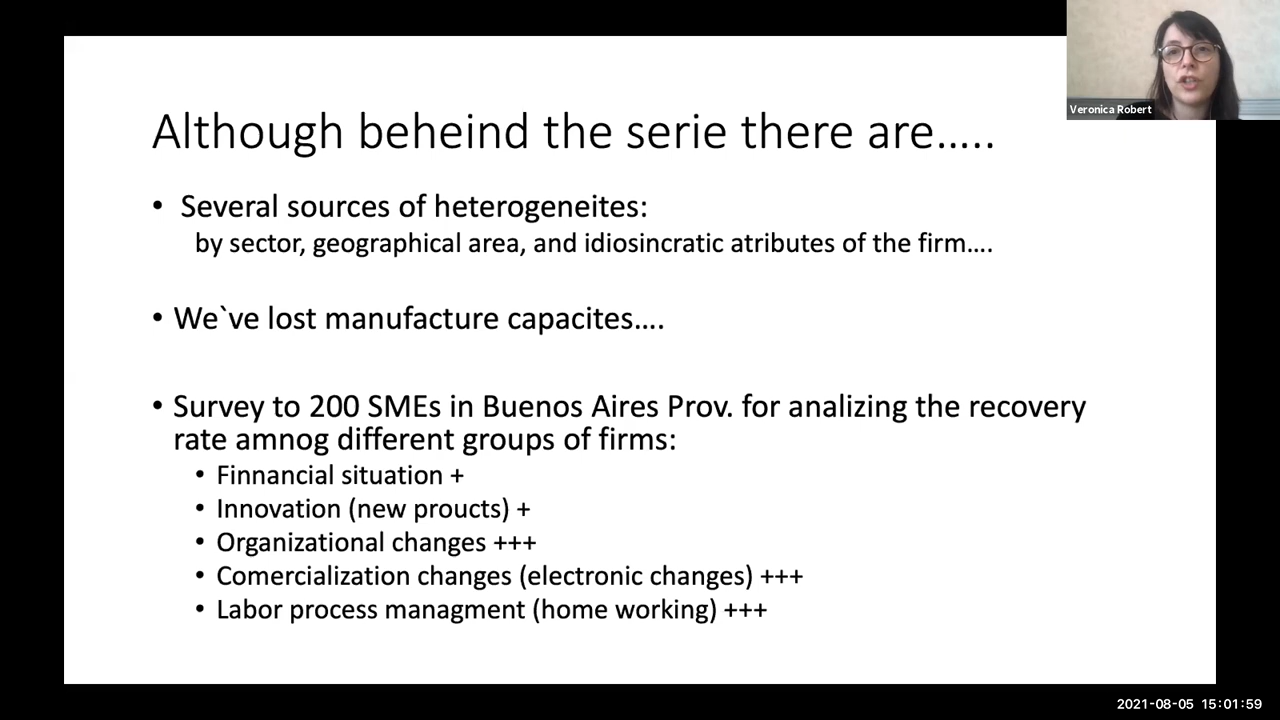 Veronica Robert
Although beheind the serie there are…..
• Several sources of heterogeneites:
by sector, geographical area, and idiosincratic atributes of the firm….
• We`ve lost manufacture capacites….
• Survey to 200 SMEs in Buenos Aires Prov. for analizing the recovery
rate amnog different groups of firms:
• Finnancial situation +
• Innovation (new proucts) +
• Organizational changes +++
• Comercialization changes (electronic changes) +++
• Labor process managment (home working) +++
2021-08-05 15:01:59